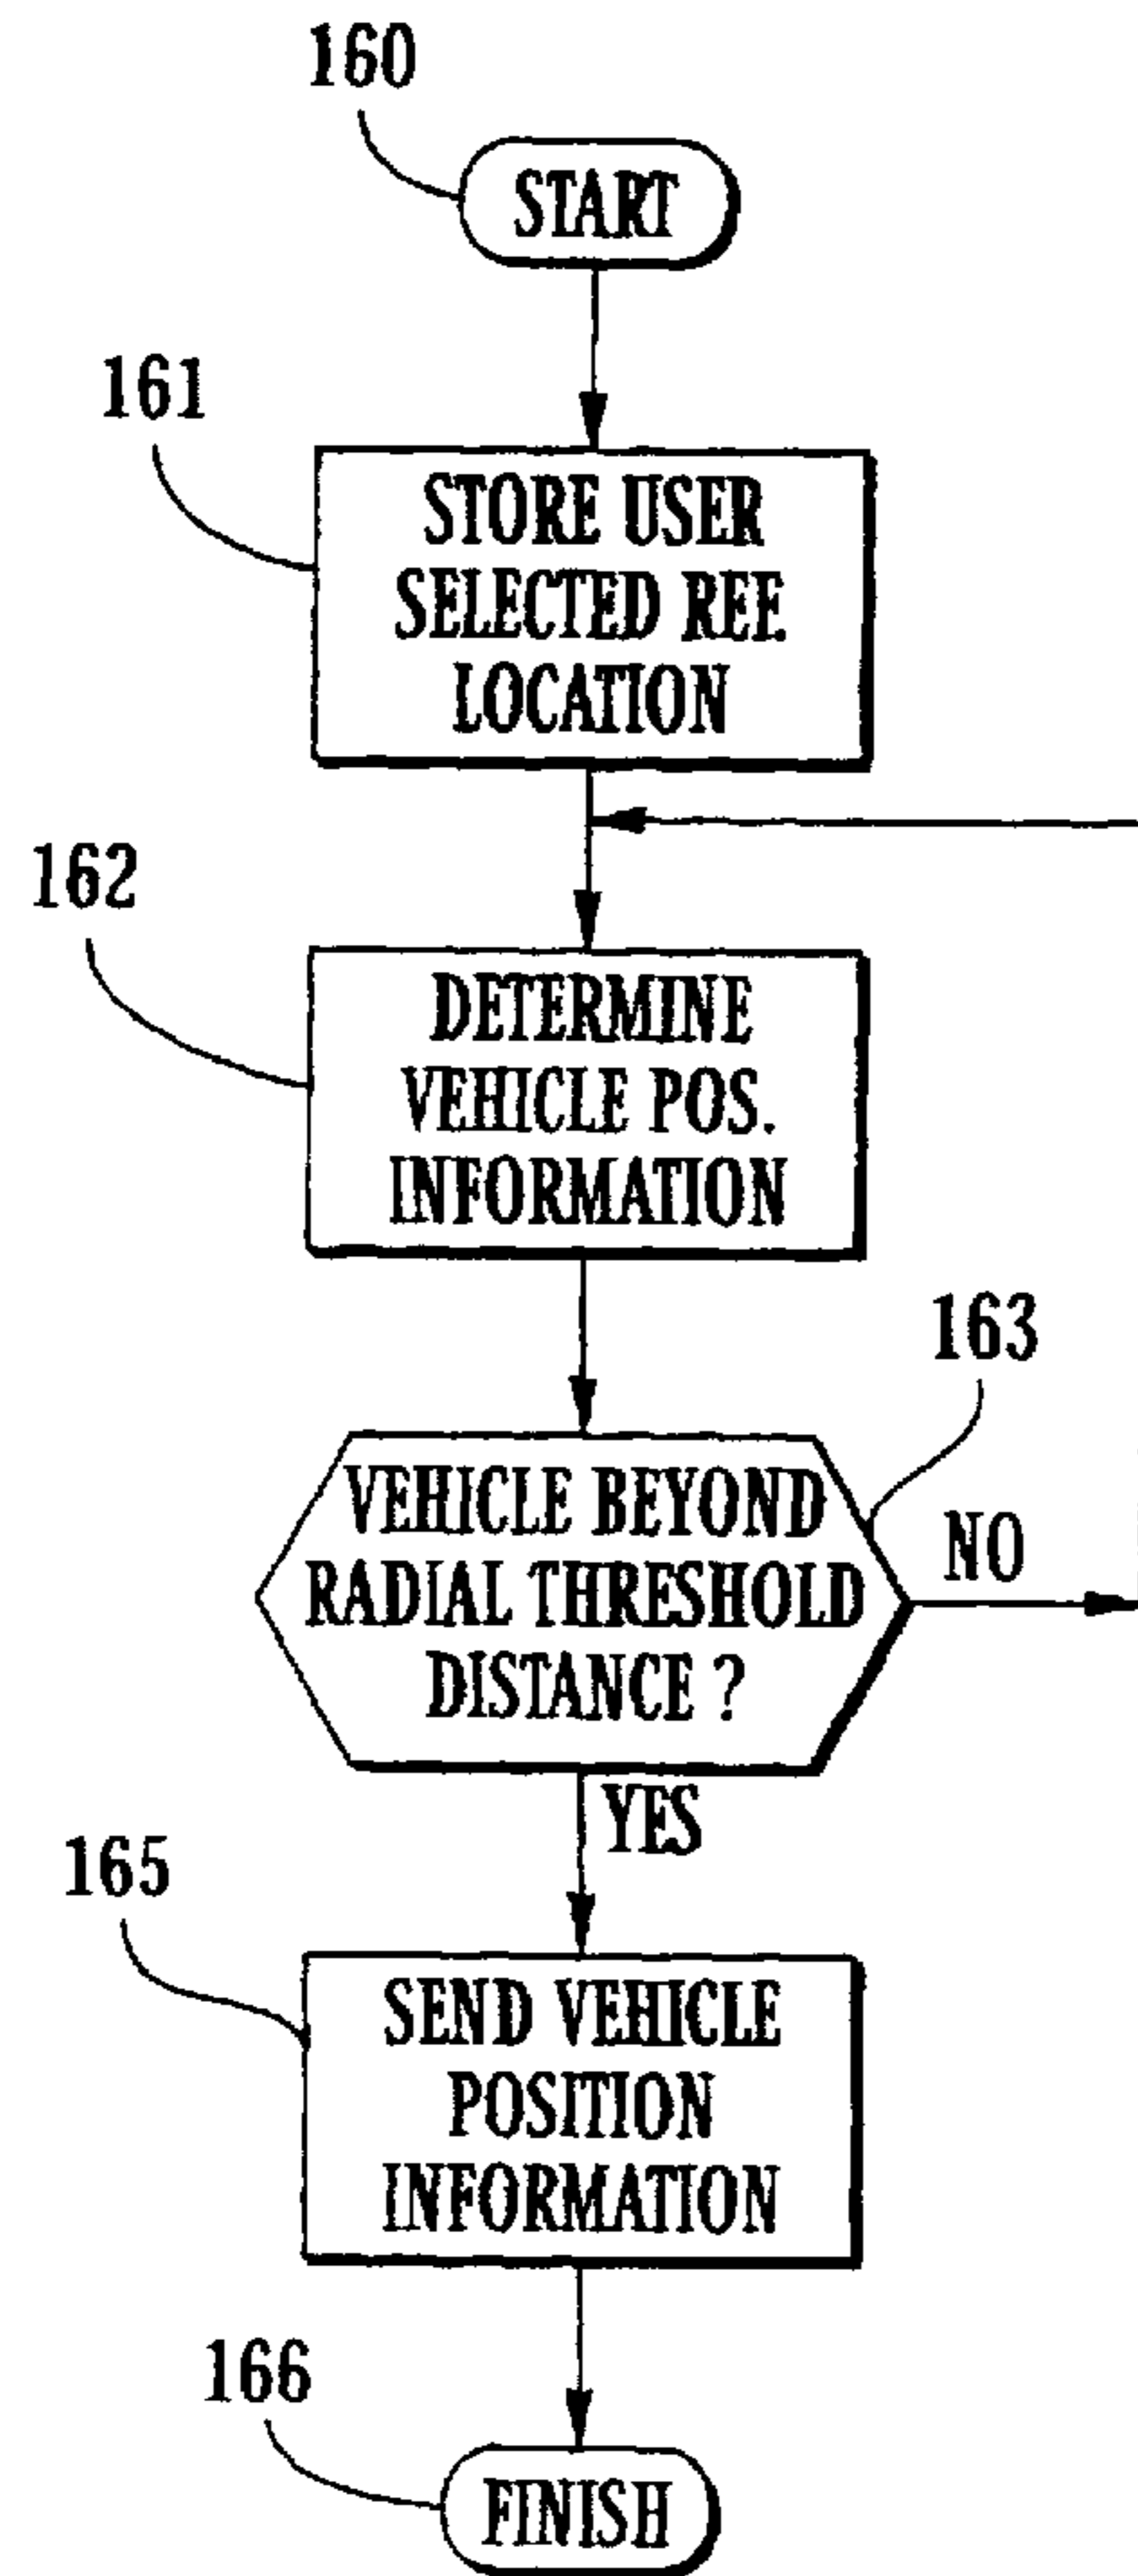 160
START
161
STORE USER
SELECTED REF.
LOCATION
162
DETERMINE
VEHICLE POS.
INFORMATION
163
VEHICLE BEYOND
RADIAL THRESHOLD
DISTANCE ?
NO
YES
165
SEND VEHICLE
POSITION
INFORMATION
166
FINISH